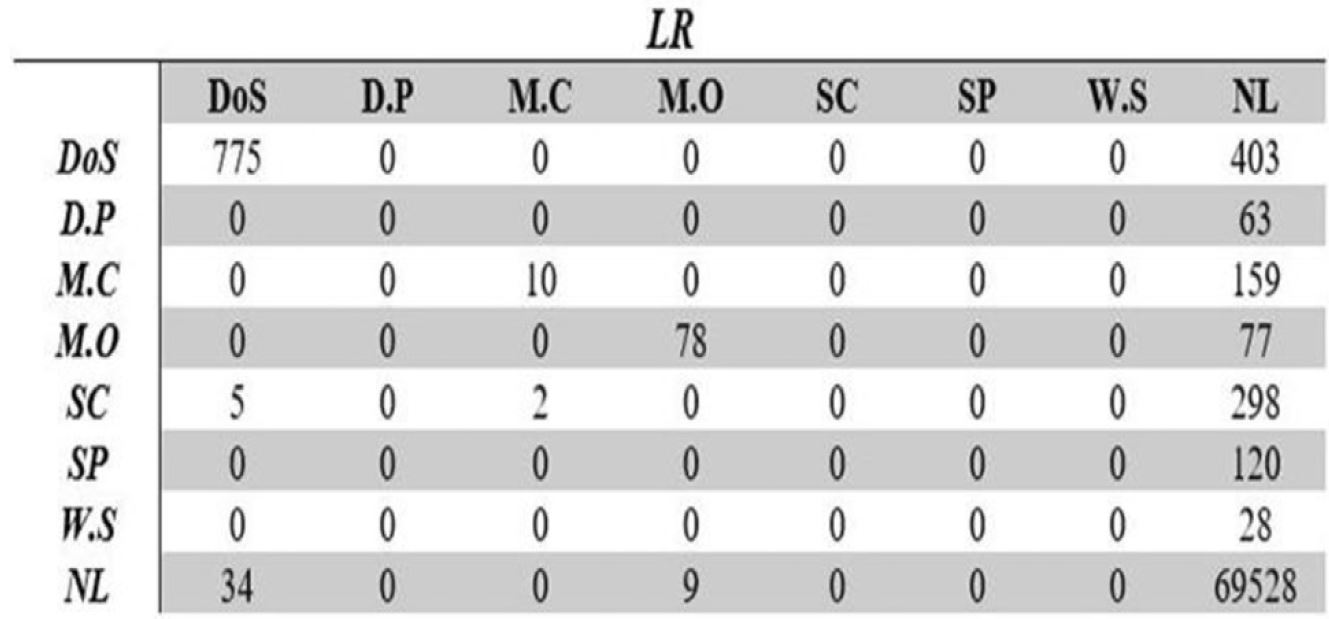 LR
DoS D.P M.C M.O SC SP W.S NL
DoS 775 0 0 0 0 0 0 403
D.P 0 0 0 0 0 0 0 63
M.C 0 0 10 0 0 0 0 159
M.O 0 0 0 78 0 0 0 77
SC 5 0 2 0 0 0 0 298
SP 0 0 0 0 0 0 0 120
W.S 0 0 0 0 0 0 0 28
NL 34 0 0 9 0 0 0 69528